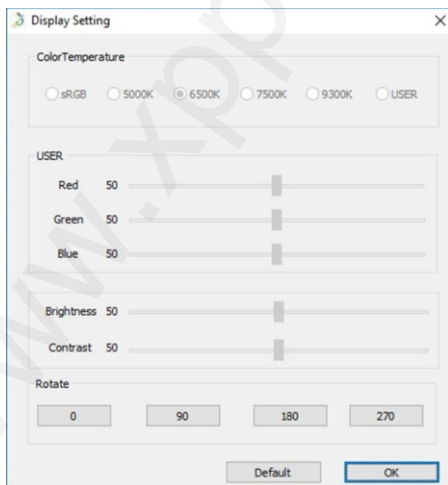 Display Setting
ColorTemperature
sRGB 5000K 6500K 7500K 9300K USER
USER
Red 50
Green 50
Blue 50
Brightness 50
Contrast 50
Rotate
0 90 180 270
Default OK